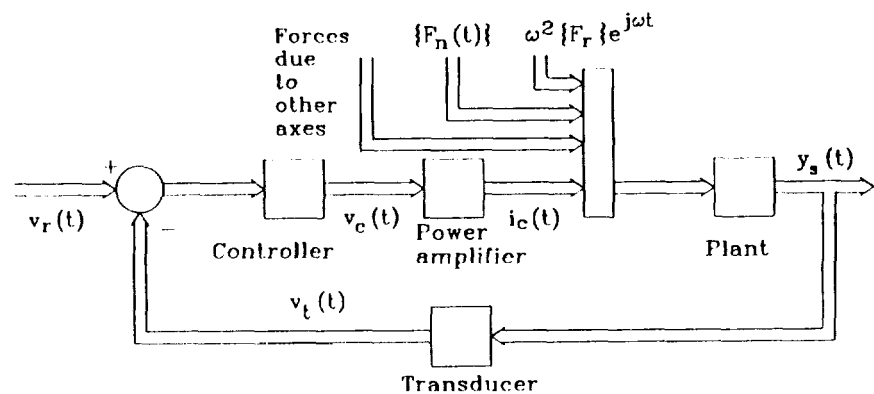 Forces
due
to
other
axes
{F_n(t)}
ω²{F_r}e^{jωt}
+
−
v_r(t)
Controller
v_c(t)
Power
amplifier
i_c(t)
Plant
y_s(t)
v_t(t)
Transducer